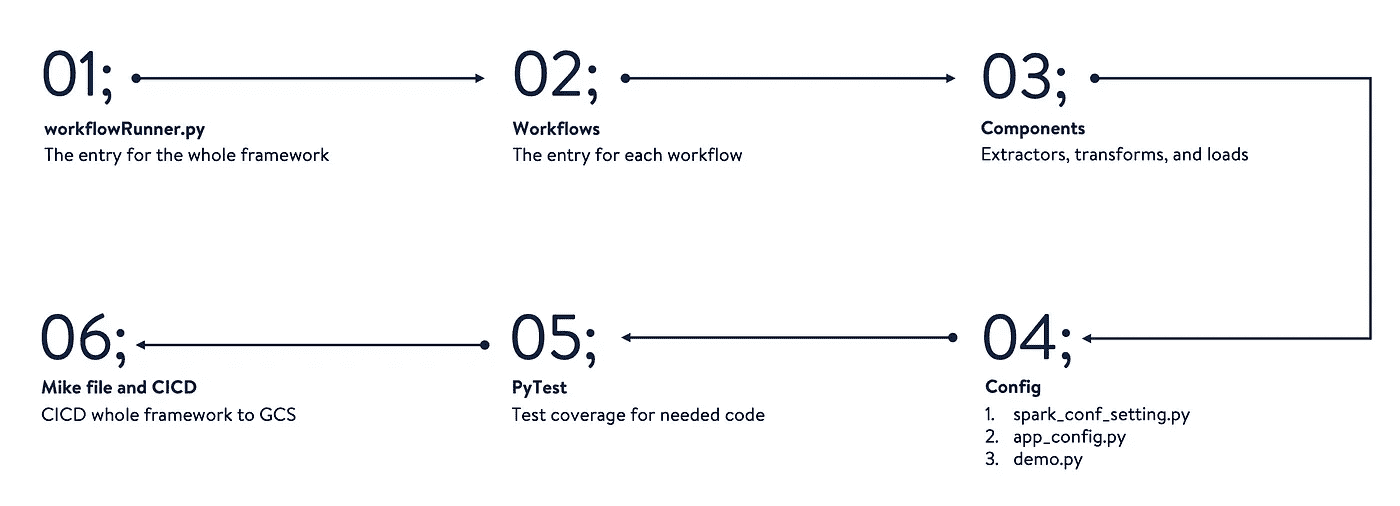 01;
workflowRunner.py
The entry for the whole framework
02;
Workflows
The entry for each workflow
03;
Components
Extractors, transforms, and loads
04;
Config
1. spark_conf_setting.py
2. app_config.py
3. demo.py
05;
PyTest
Test coverage for needed code
06;
Mike file and CICD
CICD whole framework to GCS